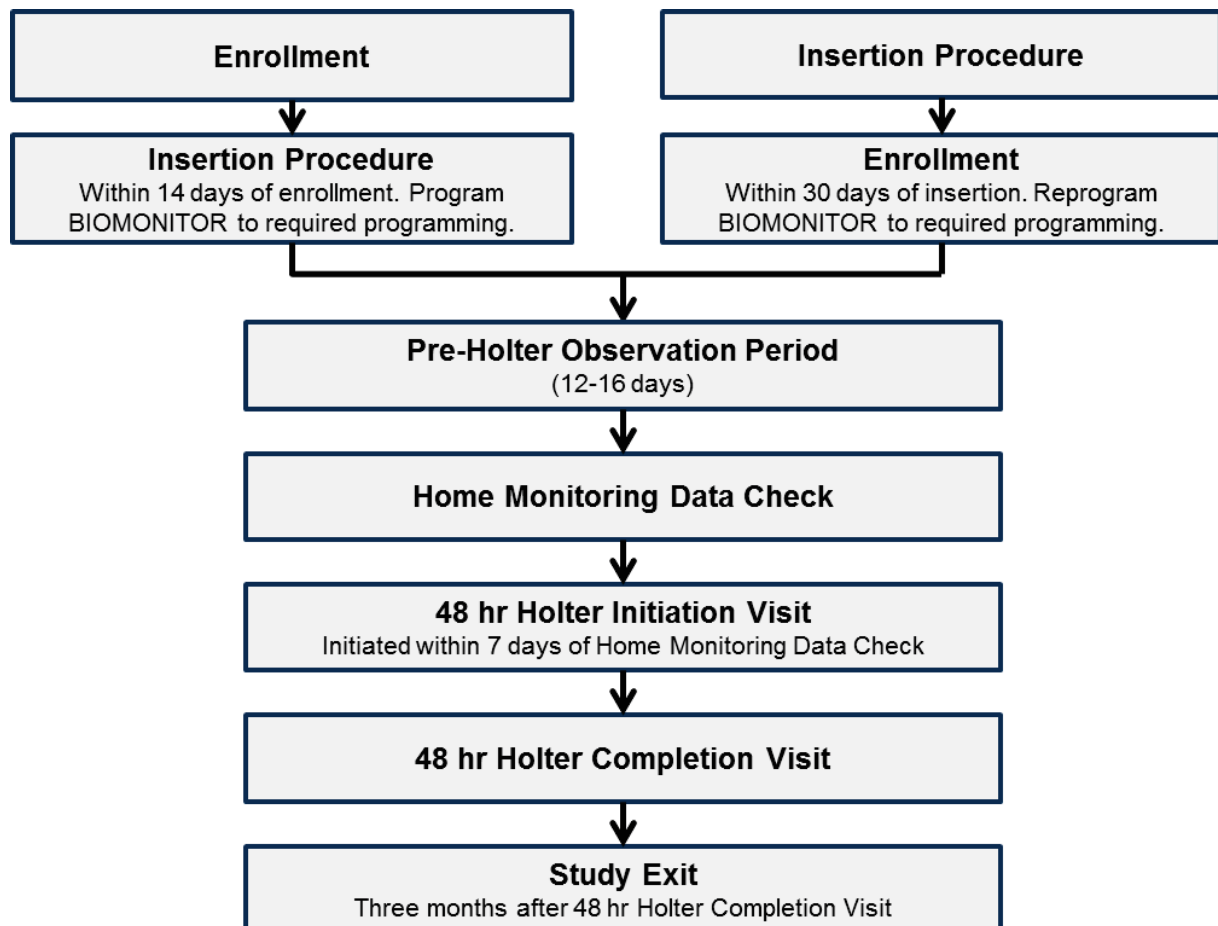 Enrollment
Insertion Procedure
Within 14 days of enrollment. Program
BIOMONITOR to required programming.
Insertion Procedure
Enrollment
Within 30 days of insertion. Reprogram
BIOMONITOR to required programming.
Pre-Holter Observation Period
(12-16 days)
Home Monitoring Data Check
48 hr Holter Initiation Visit
Initiated within 7 days of Home Monitoring Data Check
48 hr Holter Completion Visit
Study Exit
Three months after 48 hr Holter Completion Visit